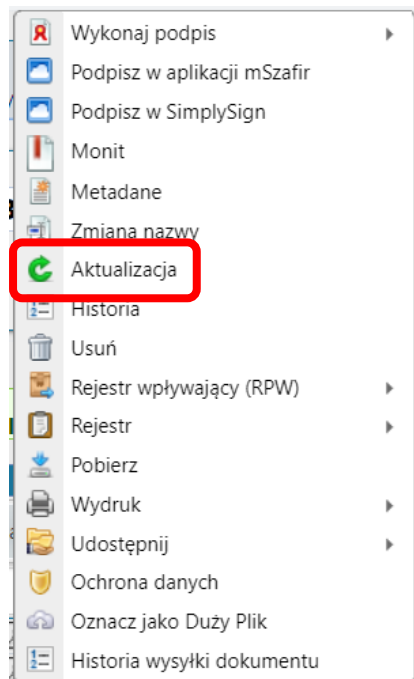 Wykonaj podpis
Podpisz w aplikacji mSzafir
Podpisz w SimplySign
Monit
Metadane
Zmiana nazwy
Aktualizacja
Historia
Usuń
Rejestr wpływający (RPW)
Rejestr
Pobierz
Wydruk
Udostępnij
Ochrona danych
Oznacz jako Duży Plik
Historia wysyłki dokumentu